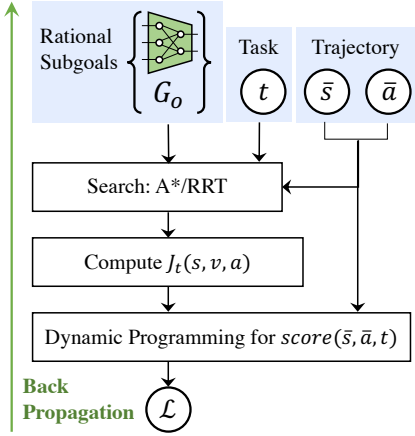 Rational
Subgoals
{ G_o }
Task
t
Trajectory
s̄ ā
Search: A*/RRT
Compute J_t(s, v, a)
Dynamic Programming for score(s̄, ā, t)
Back
Propagation
ℒ